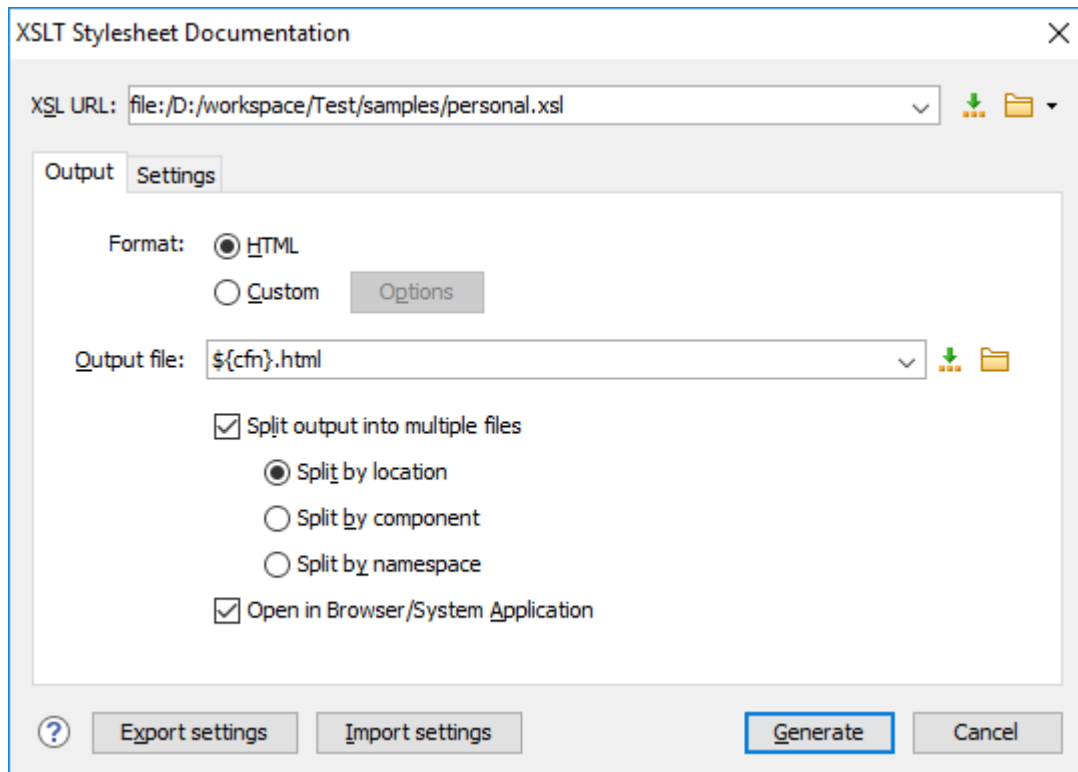 XSLT Stylesheet Documentation
XSL URL: file:/D:/workspace/Test/samples/personal.xsl
Output Settings
Format: HTML
Custom Options
Output file: ${cfn}.html
Split output into multiple files
Split by location
Split by component
Split by namespace
Open in Browser/System Application
? Export settings Import settings Generate Cancel